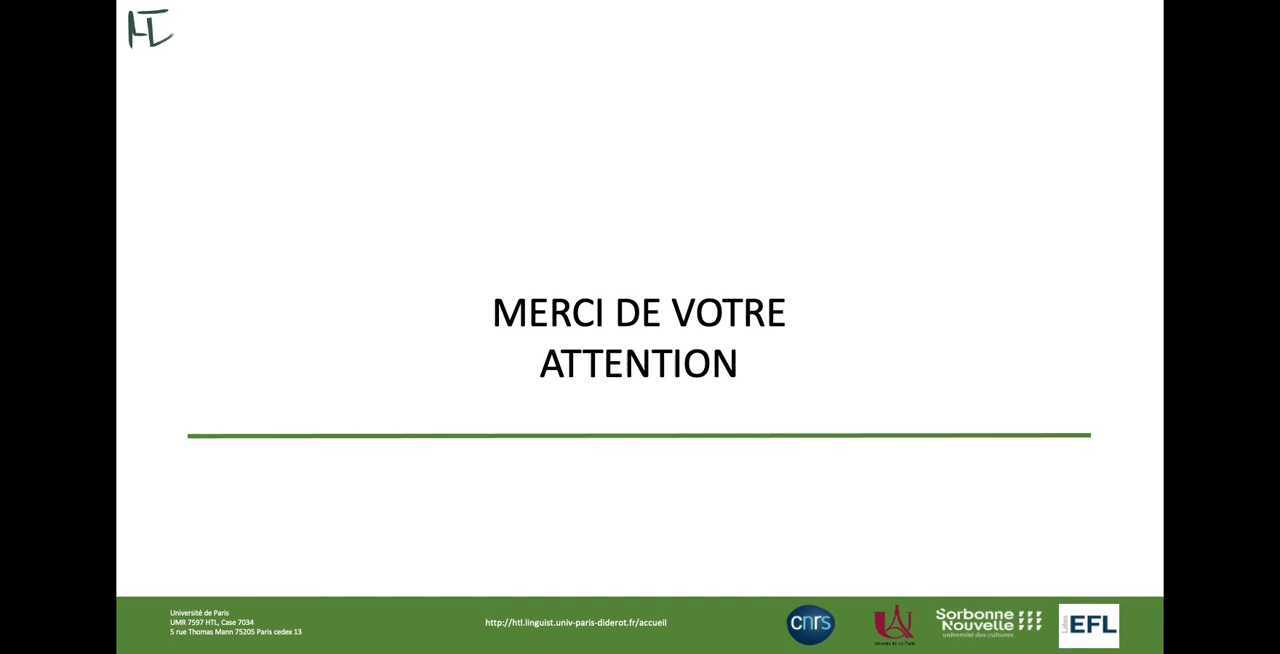 HTL
MERCI DE VOTRE
ATTENTION
Université de Paris
UMR 7597 HTL, Case 7034
5 rue Thomas Mann 75205 Paris cedex 13
http://htl.linguist.univ-paris-diderot.fr/accueil
cnrs
Sorbonne
Nouvelle
université des cultures
Labex
EFL